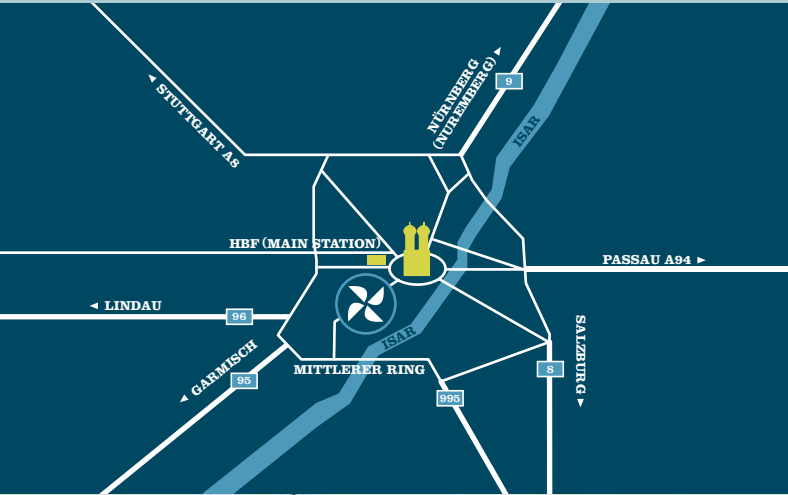 STUTTGART A8
NÜRNBERG
(NUREMBERG)
9
ISAR
HBF (MAIN STATION)
PASSAU A94
LINDAU
96
ISAR
SALZBURG
GARMISCH
95
MITTLERER RING
8
995